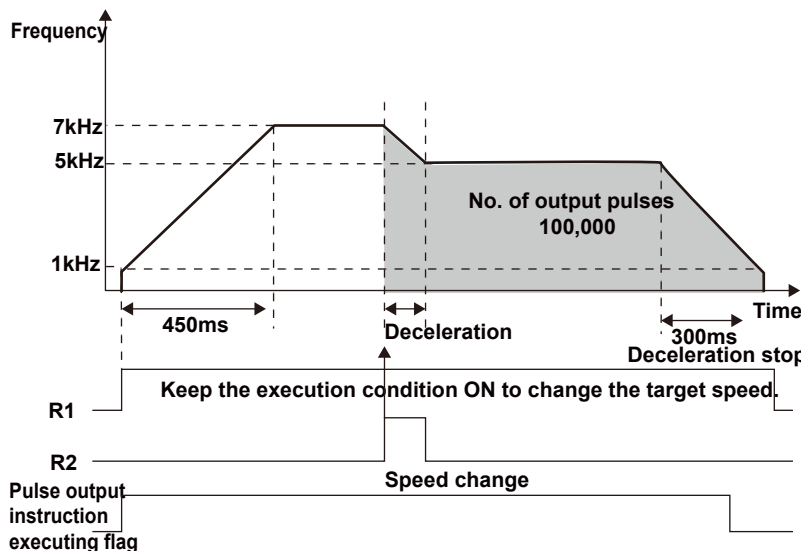 Frequency
7kHz
5kHz
No. of output pulses
100,000
1kHz
Time
450ms
Deceleration
300ms
Deceleration stop
Keep the execution condition ON to change the target speed.
R1
R2
Speed change
Pulse output
instruction
executing flag